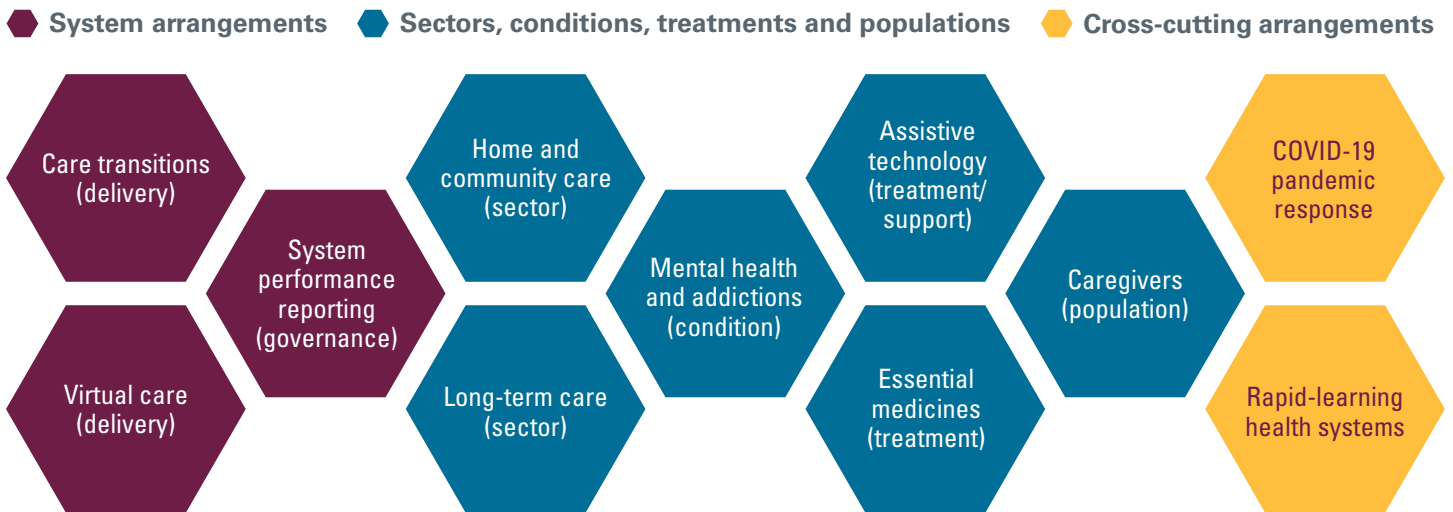 System arrangements
Sectors, conditions, treatments and populations
Cross-cutting arrangements
Care transitions
(delivery)
Virtual care
(delivery)
System
performance
reporting
(governance)
Home and
community care
(sector)
Long-term care
(sector)
Mental health
and addictions
(condition)
Assistive
technology
(treatment/
support)
Essential
medicines
(treatment)
Caregivers
(population)
COVID-19
pandemic
response
Rapid-learning
health systems